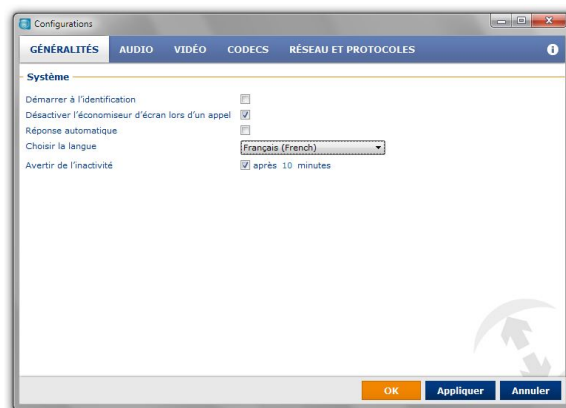 Configurations
GÉNÉRALITÉS AUDIO VIDÉO CODECS RÉSEAU ET PROTOCOLES
Système
Démarrer à l'identification
Désactiver l'économiseur d'écran lors d'un appel
Réponse automatique
Choisir la langue Français (French)
Avertir de l'inactivité après 10 minutes
OK Appliquer Annuler